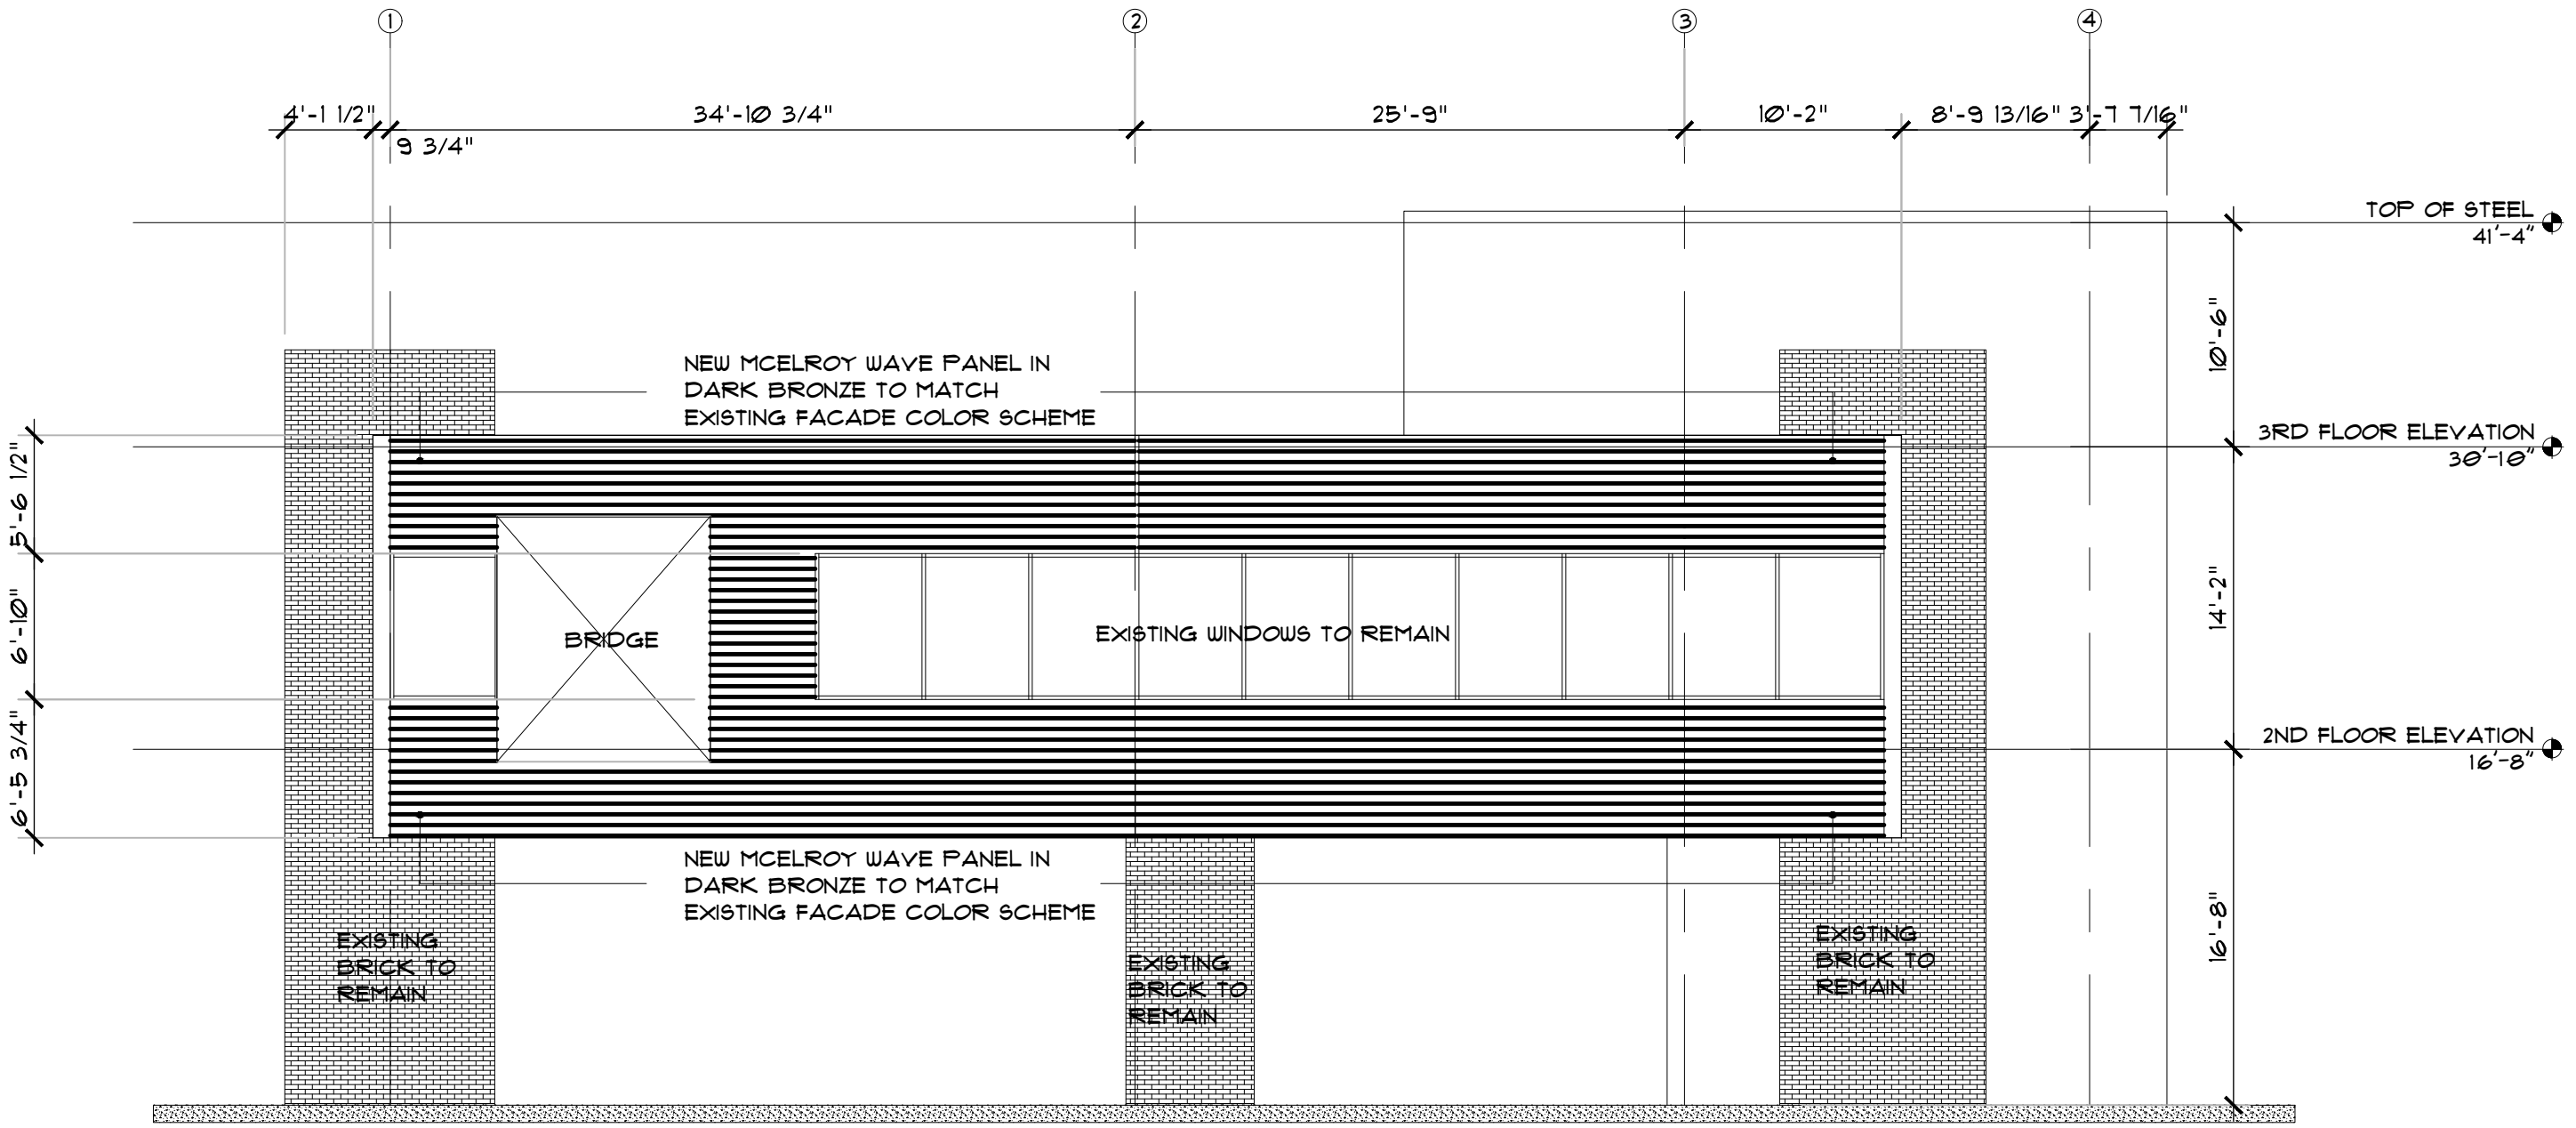 1
2
3
4
4'-1 1/2"
34'-10 3/4"
25'-9"
10'-2"
8'-9 13/16"
3'-7 7/16"
9 3/4"
TOP OF STEEL
41'-4"
10'-6"
NEW MCELROY WAVE PANEL IN
DARK BRONZE TO MATCH
EXISTING FACADE COLOR SCHEME
3RD FLOOR ELEVATION
30'-10"
5'-6 1/2"
6'-10"
14'-2"
BRIDGE
EXISTING WINDOWS TO REMAIN
6'-5 3/4"
2ND FLOOR ELEVATION
16'-8"
NEW MCELROY WAVE PANEL IN
DARK BRONZE TO MATCH
EXISTING FACADE COLOR SCHEME
16'-8"
EXISTING
BRICK TO
REMAIN
EXISTING
BRICK TO
REMAIN
EXISTING
BRICK TO
REMAIN